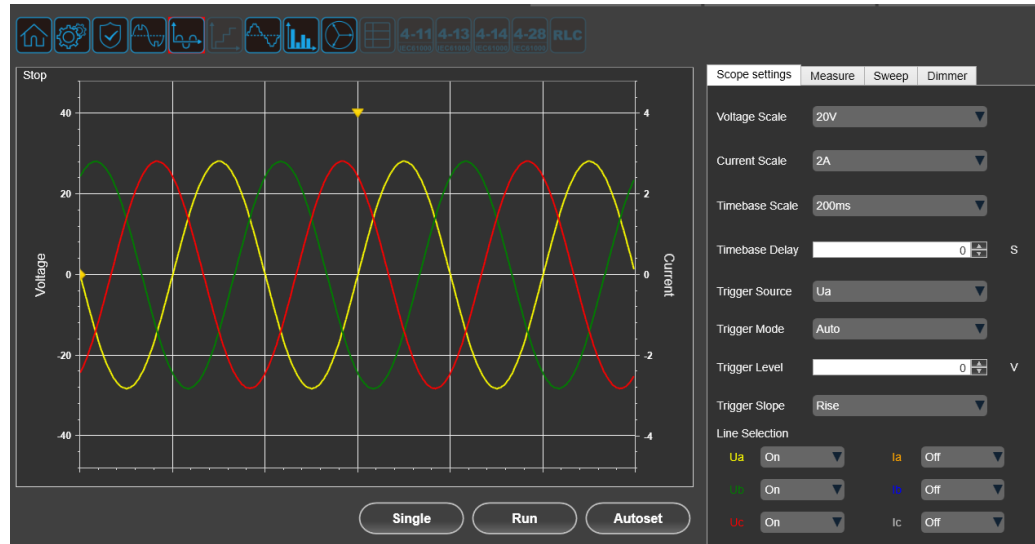 4-11 4-13 4-14 4-28 RLC
Stop
40
20
0
-20
-40
Voltage
4
2
0
-2
-4
Current
Single
Run
Autoset
Scope settings Measure Sweep Dimmer
Voltage Scale 20V
Current Scale 2A
Timebase Scale 200ms
Timebase Delay 0 S
Trigger Source Ua
Trigger Mode Auto
Trigger Level 0 V
Trigger Slope Rise
Line Selection
Ua On Ia Off
Ub On Ib Off
Uc On Ic Off